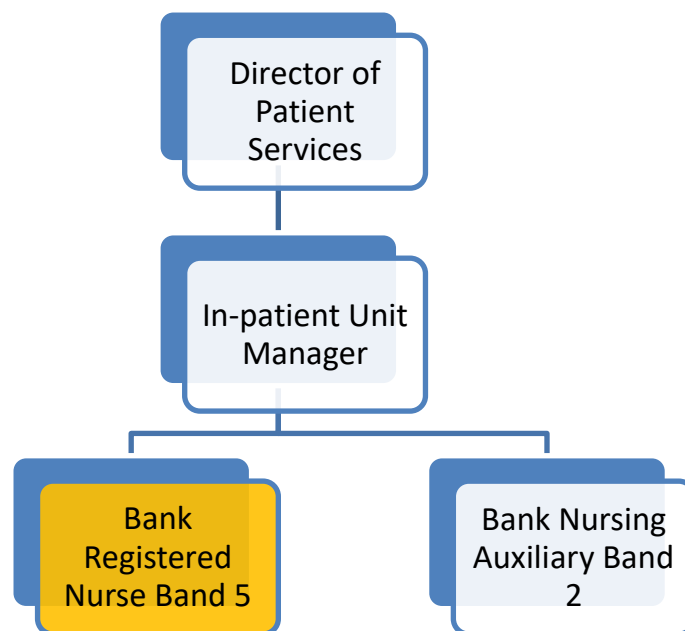 Director of
Patient
Services
In-patient Unit
Manager
Bank
Registered
Nurse Band 5
Bank Nursing
Auxiliary Band
2